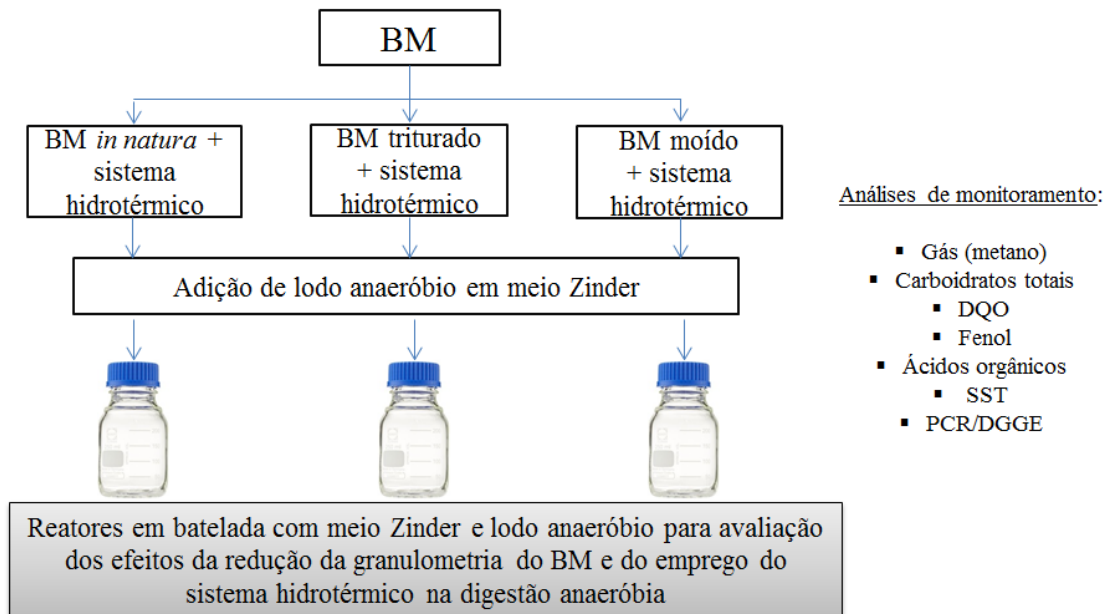 BM
BM in natura +
sistema
hidrotérmico
BM triturado
+ sistema
hidrotérmico
BM moído
+ sistema
hidrotérmico
Adição de lodo anaeróbio em meio Zinder
Reatores em batelada com meio Zinder e lodo anaeróbio para avaliação
dos efeitos da redução da granulometria do BM e do emprego do
sistema hidrotérmico na digestão anaeróbia
Análises de monitoramento:
▪ Gás (metano)
▪ Carboidratos totais
▪ DQO
▪ Fenol
▪ Ácidos orgânicos
▪ SST
▪ PCR/DGGE